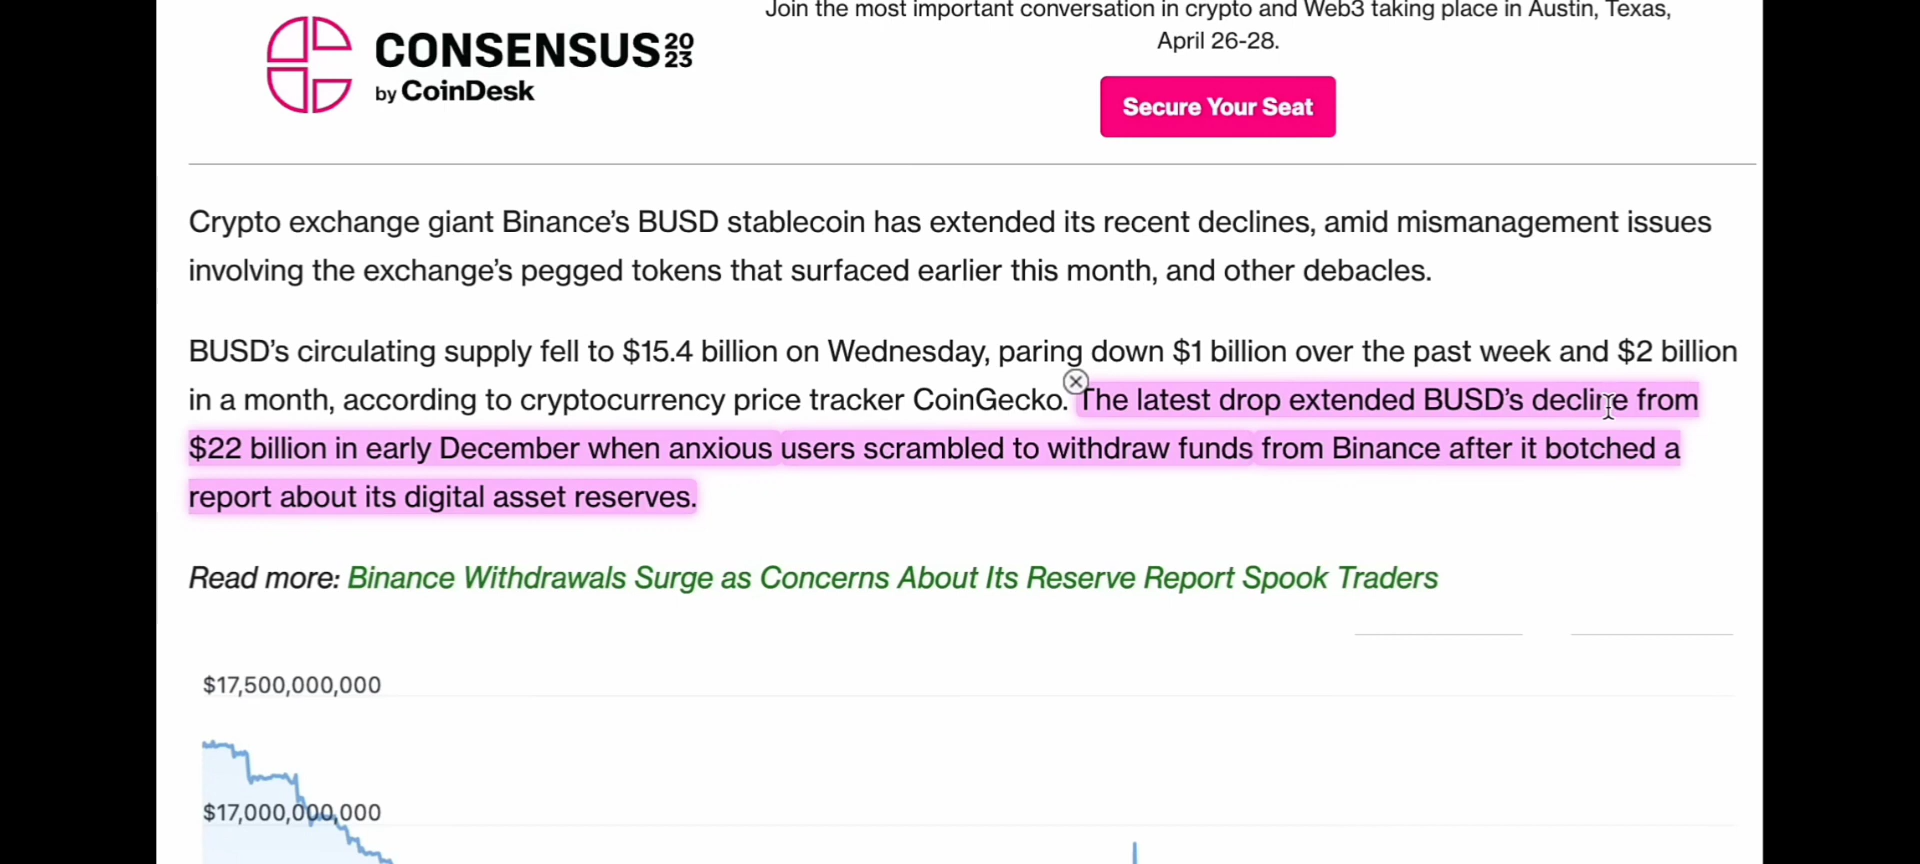 Join the most important conversation in crypto and Web3 taking place in Austin, Texas,
April 26-28.
CONSENSUS 2023
by CoinDesk
Secure Your Seat
Crypto exchange giant Binance’s BUSD stablecoin has extended its recent declines, amid mismanagement issues
involving the exchange’s pegged tokens that surfaced earlier this month, and other debacles.
BUSD’s circulating supply fell to $15.4 billion on Wednesday, paring down $1 billion over the past week and $2 billion
in a month, according to cryptocurrency price tracker CoinGecko. The latest drop extended BUSD’s decline from
$22 billion in early December when anxious users scrambled to withdraw funds from Binance after it botched a
report about its digital asset reserves.
Read more: Binance Withdrawals Surge as Concerns About Its Reserve Report Spook Traders
$17,500,000,000
$17,000,000,000